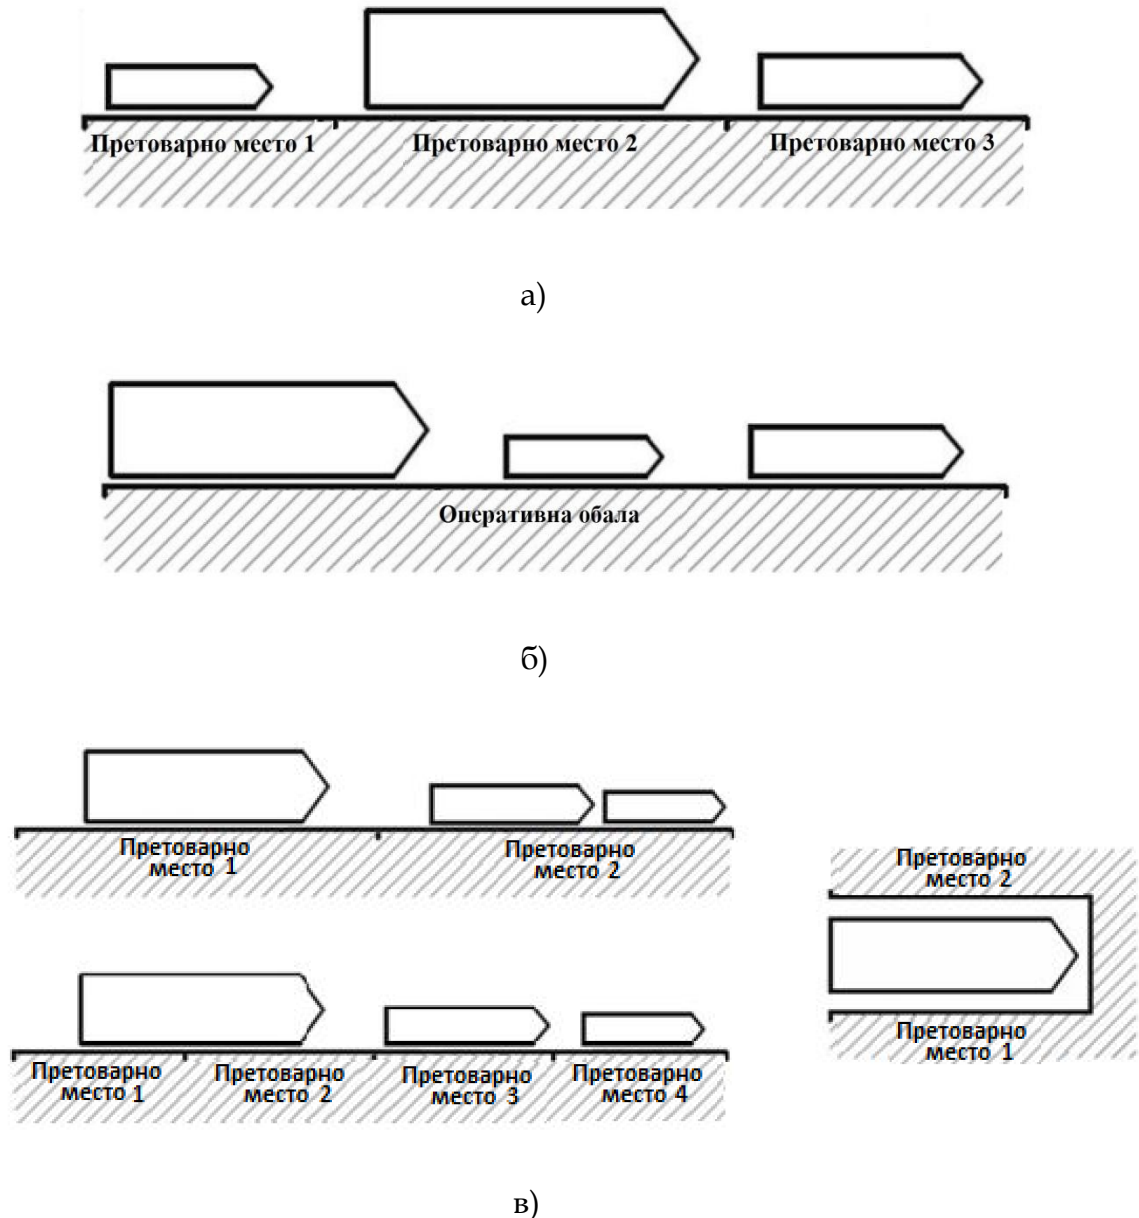 Претоварно место 1 Претоварно место 2 Претоварно место 3
а)
Оперативна обала
б)
Претоварно
место 1
Претоварно
место 2
Претоварно
место 2
Претоварно
место 1
Претоварно
место 1
Претоварно
место 2
Претоварно
место 3
Претоварно
место 4
в)